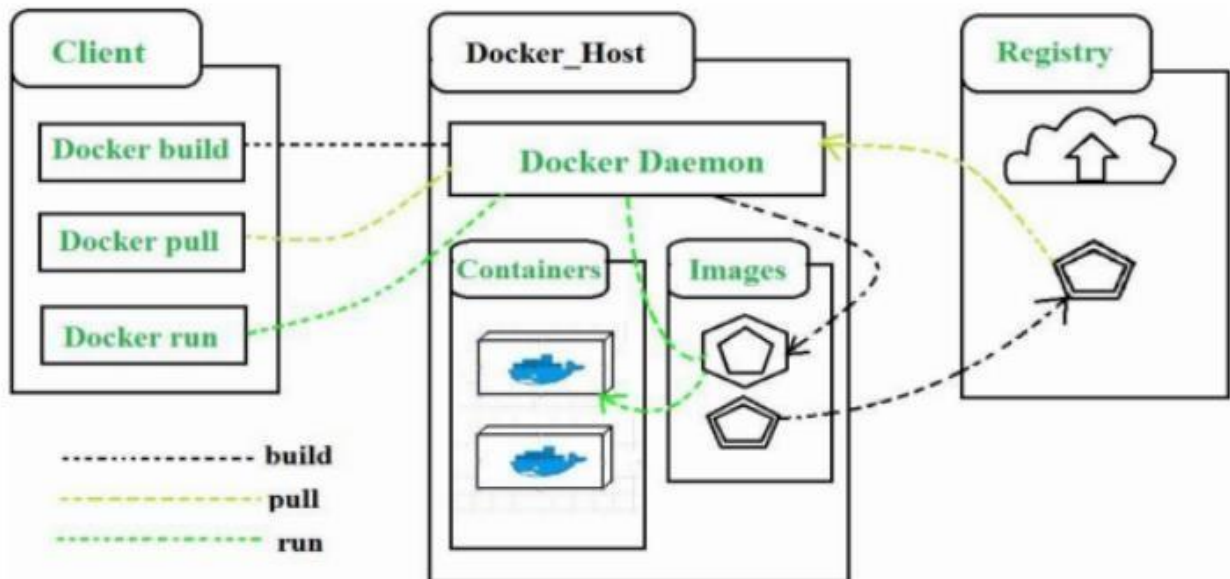 Client
Docker build
Docker pull
Docker run
Docker_Host
Docker Daemon
Containers
Images
Registry
build
pull
run